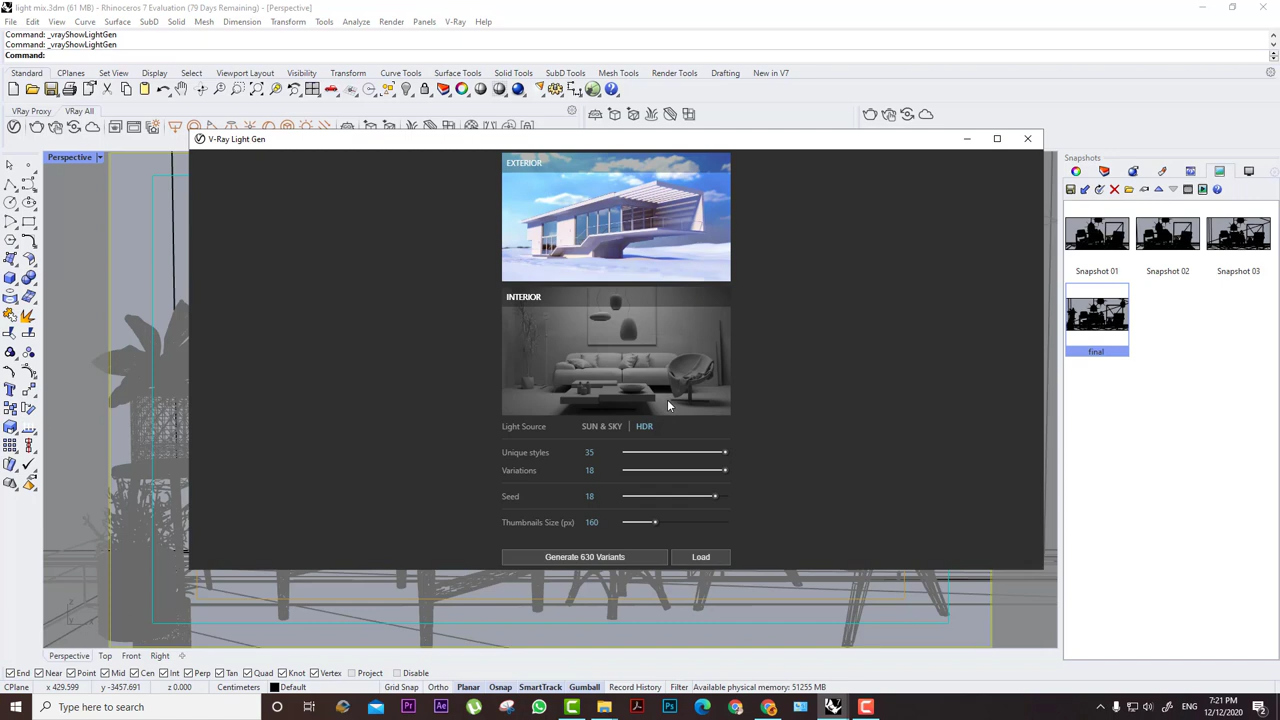 light mix.3dm (61 MB) - Rhinoceros 7 Evaluation (79 Days Remaining) - [Perspective]
File Edit View Curve Surface SubD Solid Mesh Dimension Transform Tools Analyze Render Panels V-Ray Help
Command: _vrayShowLightGen
Command: _vrayShowLightGen
Command:
Standard CPlanes Set View Display Select Viewport Layout Visibility Transform Curve Tools Surface Tools Solid Tools SubD Tools Mesh Tools Render Tools Drafting New in V7
VRay Proxy VRay All
V-Ray Light Gen
Perspective
Snapshots
EXTERIOR
INTERIOR
Snapshot 01 Snapshot 02 Snapshot 03
final
Light Source SUN & SKY | HDR
Unique styles 35
Variations 18
Seed 18
Thumbnails Size (px) 160
Generate 630 Variants Load
z
x
Perspective Top Front Right
End Near Point Mid Cen Int Perp Tan Quad Knot Vertex Project Disable
CPlane x 429.599 y -3457.691 z 0.000 Centimeters Default Grid Snap Ortho Planar Osnap SmartTrack Gumball Record History Filter Available physical memory: 51255 MB
Type here to search
7:21 PM
12/12/2020